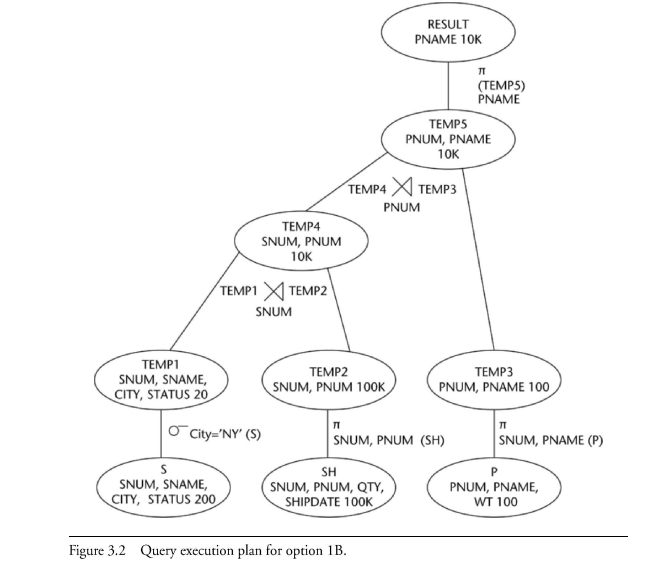 RESULT
PNAME 10K
π
(TEMP5)
PNAME
TEMP5
PNUM, PNAME
10K
TEMP4 ⋊ TEMP3
PNUM
TEMP4
SNUM, PNUM
10K
TEMP1 ⋊ TEMP2
SNUM
TEMP1
SNUM, SNAME,
CITY, STATUS 20
TEMP2
SNUM, PNUM 100K
TEMP3
PNUM, PNAME 100
σ City='NY' (S)
π
SNUM, PNUM (SH)
π
SNUM, PNAME (P)
S
SNUM, SNAME,
CITY, STATUS 200
SH
SNUM, PNUM, QTY,
SHIPDATE 100K
P
PNUM, PNAME,
WT 100
Figure 3.2 Query execution plan for option 1B.